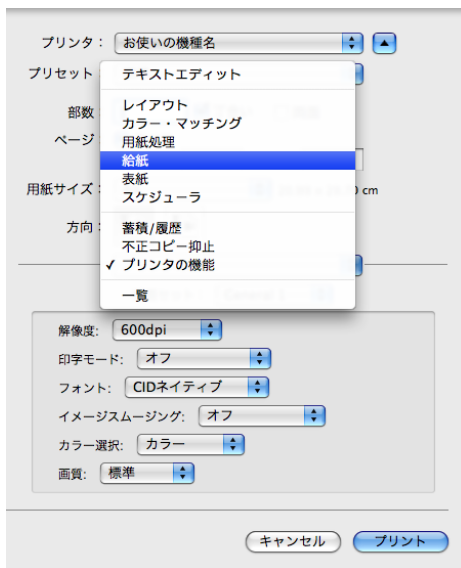 プリンタ： お使いの機種名
プリセット
テキストエディット
部数
レイアウト
カラー・マッチング
ページ
用紙処理
給紙
表紙
用紙サイズ：
cm
スケジューラ
方向：
蓄積/履歴
不正コピー抑止
✓ プリンタの機能
一覧
解像度: 600dpi
印字モード: オフ
フォント: CIDネイティブ
イメージスムージング: オフ
カラー選択: カラー
画質: 標準
キャンセル プリント